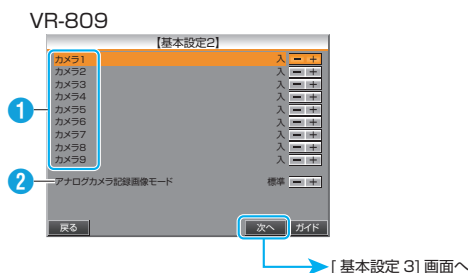 VR-809
【基本設定2】
カメラ1 入 － ＋
カメラ2 入 － ＋
カメラ3 入 － ＋
カメラ4 入 － ＋
カメラ5 入 － ＋
カメラ6 入 － ＋
カメラ7 入 － ＋
カメラ8 入 － ＋
カメラ9 入 － ＋
1
2 アナログカメラ記録画像モード 標準 － ＋
戻る 次へ ガイド
[ 基本設定 3] 画面へ